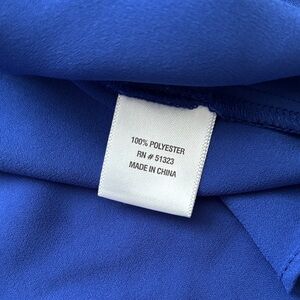 100% POLYESTER
RN # 51323
MADE IN CHINA